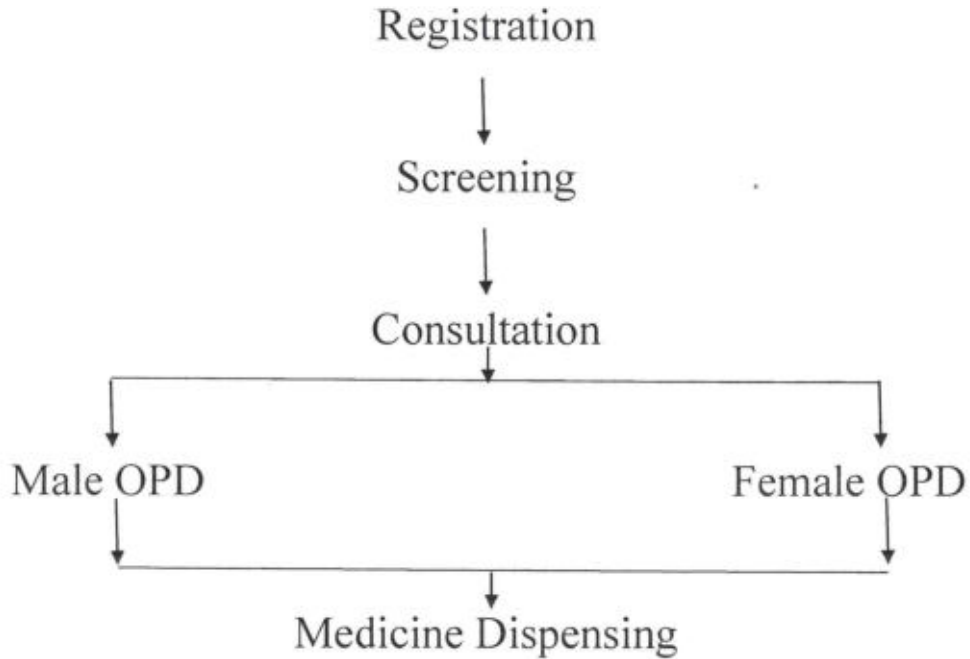 Registration
Screening
Consultation
Male OPD
Female OPD
Medicine Dispensing